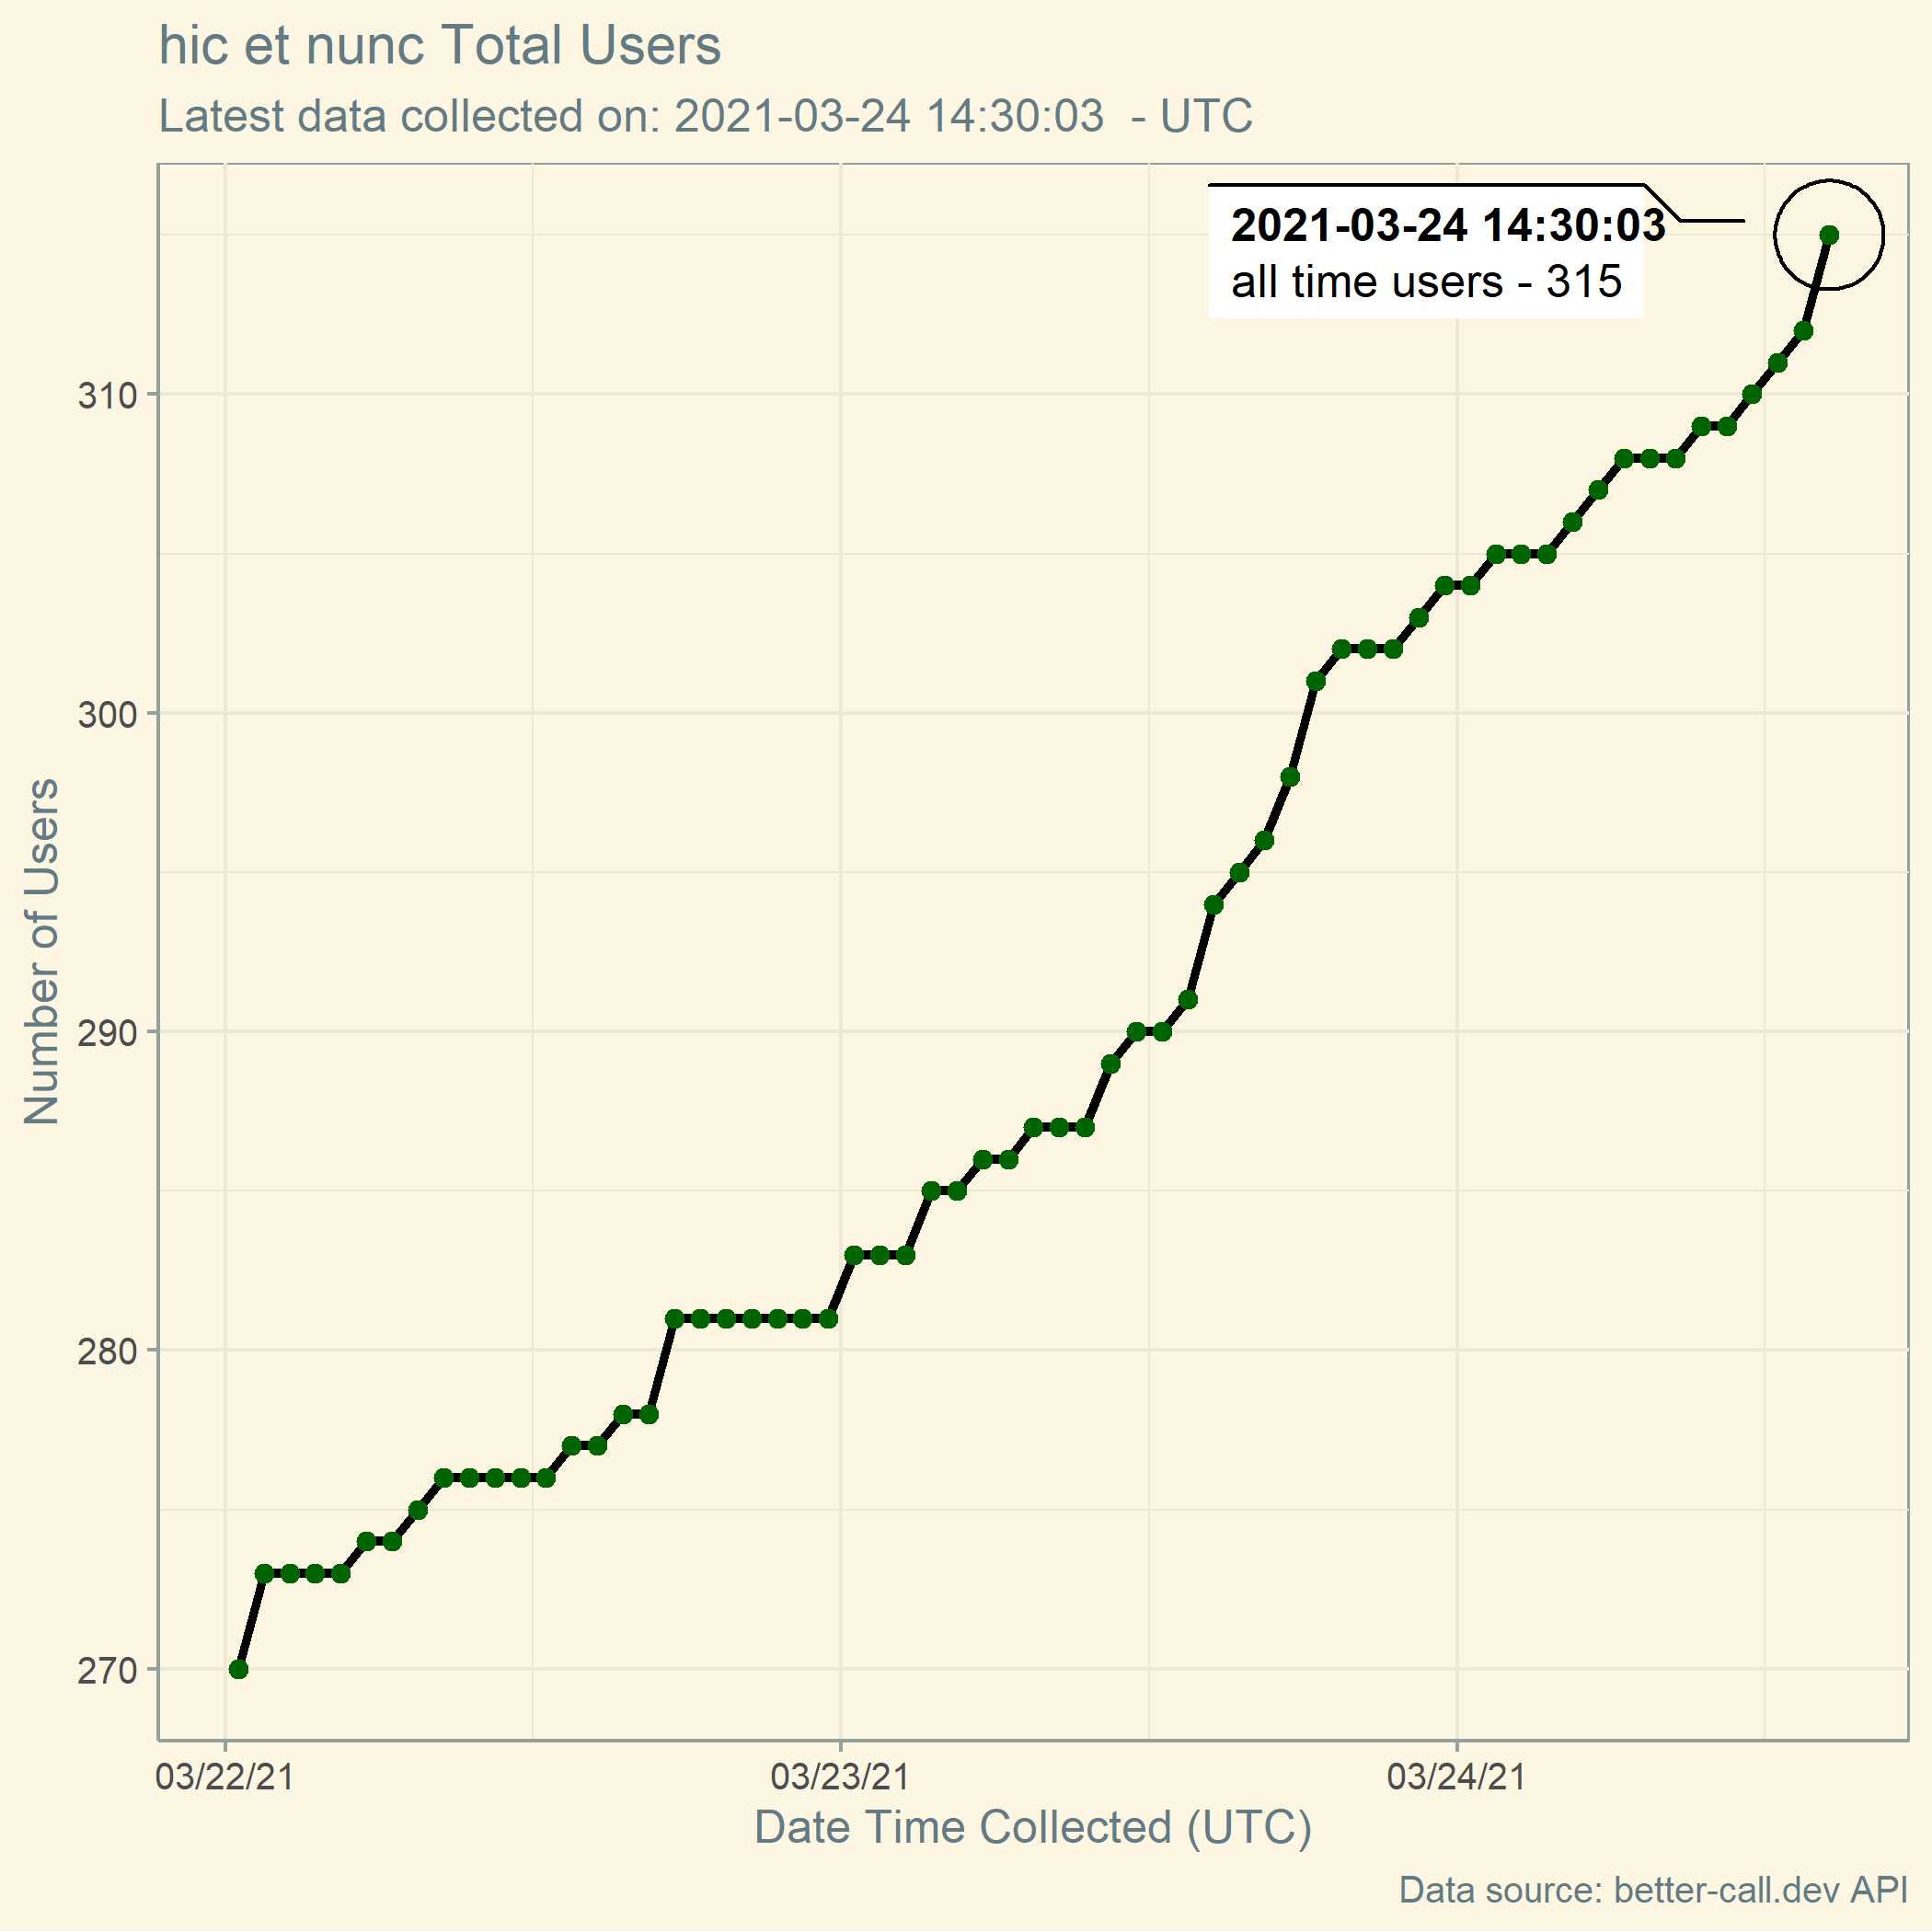 hic et nunc Total Users
Latest data collected on: 2021-03-24 14:30:03  - UTC
2021-03-24 14:30:03
all time users - 315
310
300
290
280
270
Number of Users
03/22/21
03/23/21
03/24/21
Date Time Collected (UTC)
Data source: better-call.dev API